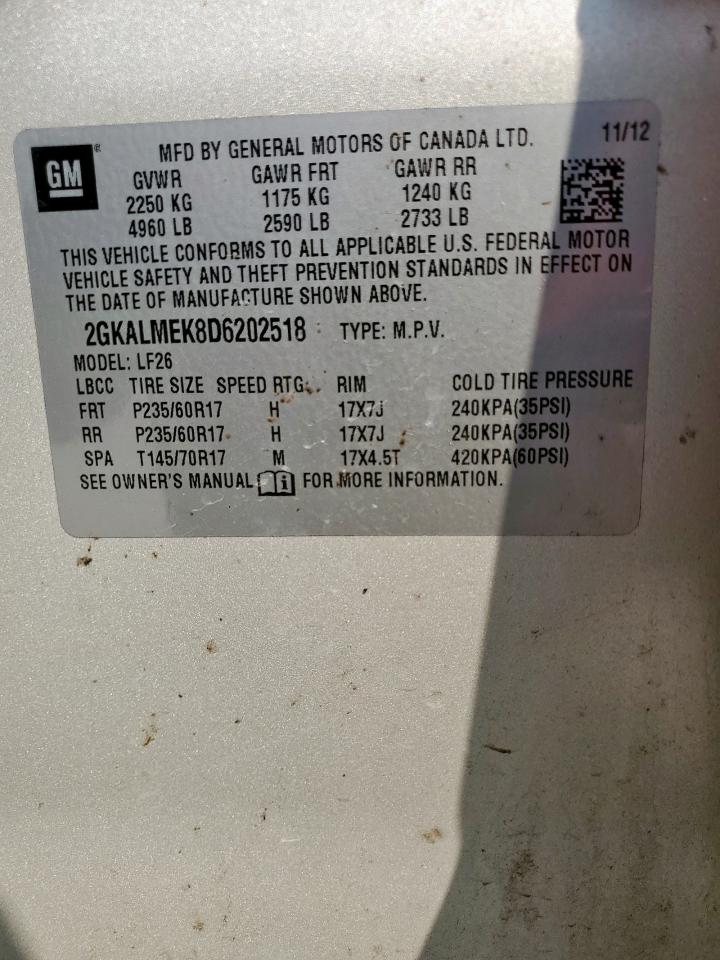 GM ®
MFD BY GENERAL MOTORS OF CANADA LTD. 11/12
GVWR GAWR FRT GAWR RR
2250 KG 1175 KG 1240 KG
4960 LB 2590 LB 2733 LB
THIS VEHICLE CONFORMS TO ALL APPLICABLE U.S. FEDERAL MOTOR
VEHICLE SAFETY AND THEFT PREVENTION STANDARDS IN EFFECT ON
THE DATE OF MANUFACTURE SHOWN ABOVE.
2GKALMEK8D6202518 TYPE: M.P.V.
MODEL: LF26
LBCC TIRE SIZE SPEED RTG: RIM COLD TIRE PRESSURE
FRT P235/60R17 H 17X7J 240KPA(35PSI)
RR P235/60R17 H 17X7J 240KPA(35PSI)
SPA T145/70R17 M 17X4.5T 420KPA(60PSI)
SEE OWNER'S MANUAL i FOR MORE INFORMATION.